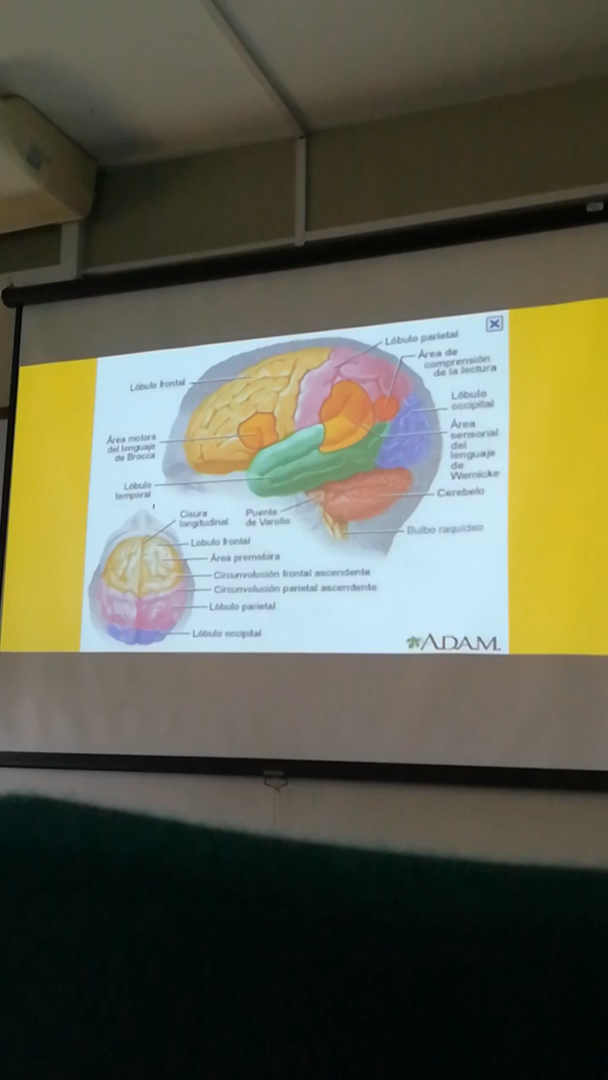 Lóbulo parietal
Área de
comprensión
de la lectura
Lóbulo frontal
Lóbulo
occipital
Área motora
del lenguaje
de Brocca
Área
sensorial
del
lenguaje
de
Wernicke
Lóbulo
temporal
Cerebelo
Cisura
longitudinal
Puente
de Varolio
Bulbo raquídeo
Lobulo frontal
Área premotora
Circunvolución frontal ascendente
Circunvolución parietal ascendente
Lóbulo parietal
Lóbulo occipital
ADAM.